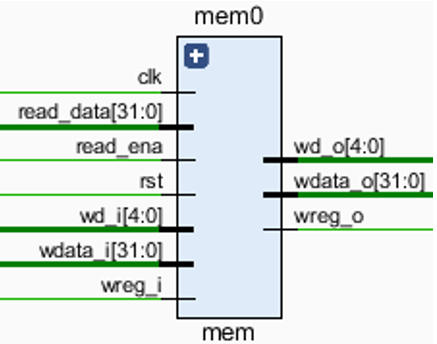 mem0
clk
read_data[31:0]
read_ena
rst
wd_i[4:0]
wdata_i[31:0]
wreg_i
wd_o[4:0]
wdata_o[31:0]
wreg_o
mem